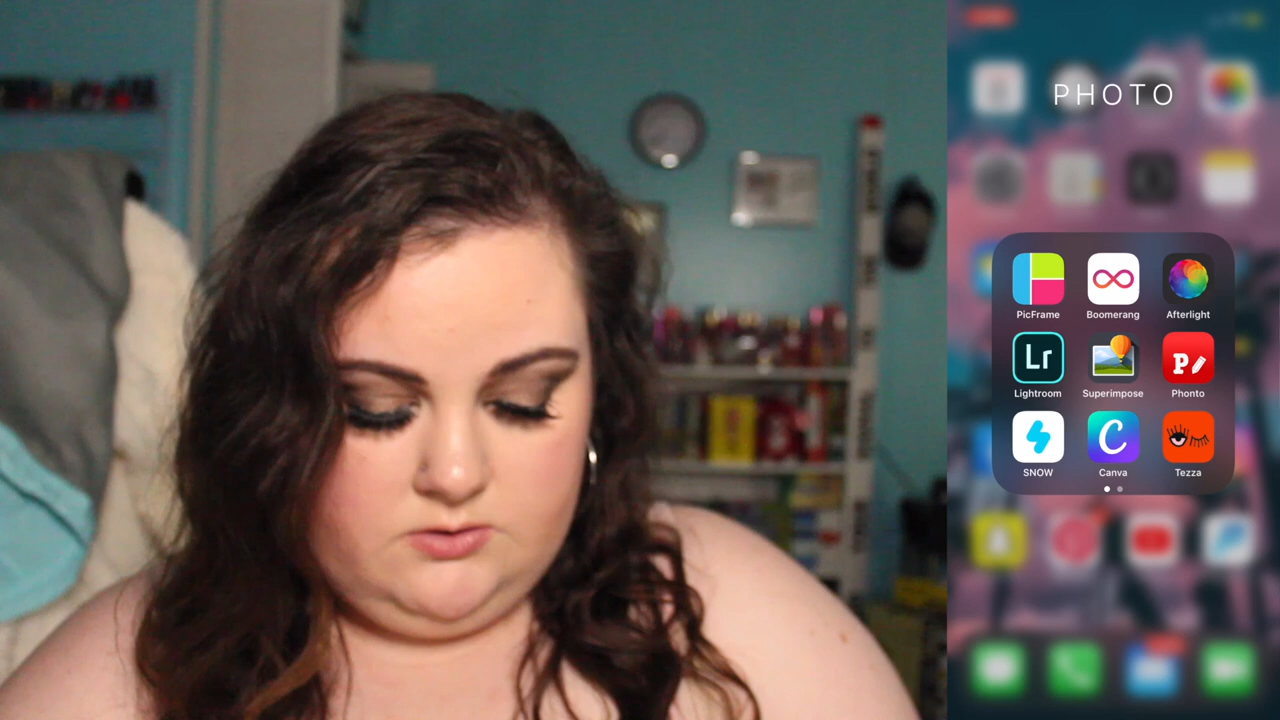 PHOTO
PicFrame Boomerang Afterlight
Lr P
Lightroom Superimpose Phonto
C
SNOW Canva Tezza